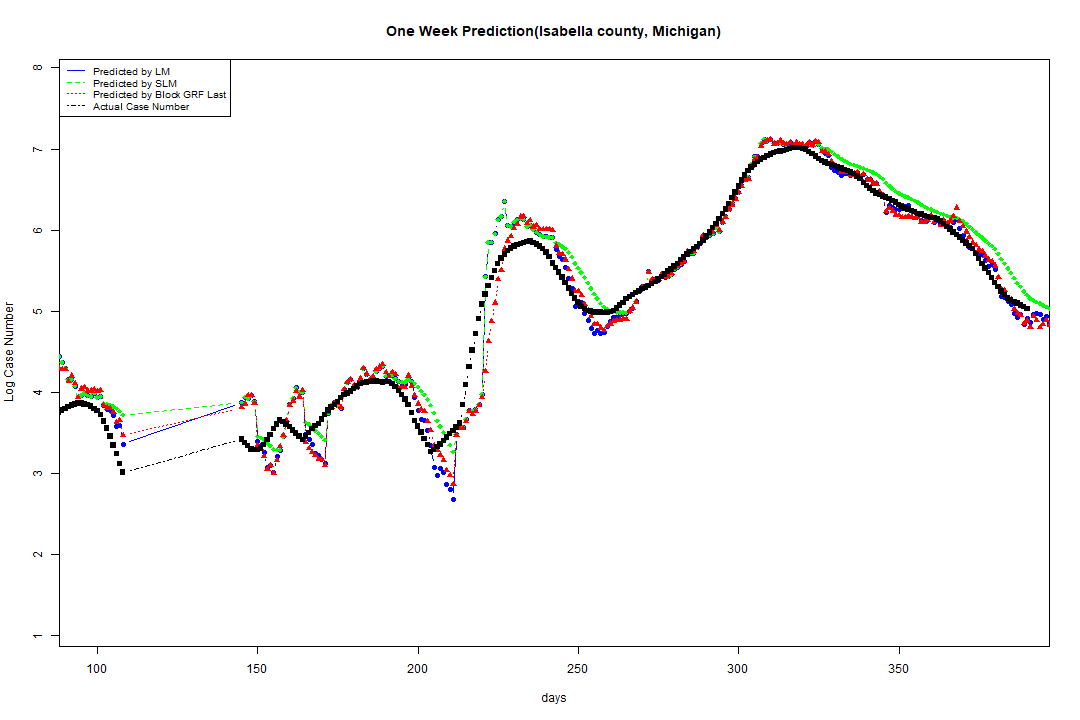 One Week Prediction(Isabella county, Michigan)
Predicted by LM
Predicted by SLM
Predicted by Block GRF Last
Actual Case Number
8
7
6
5
4
3
2
1
Log Case Number
100 150 200 250 300 350
days